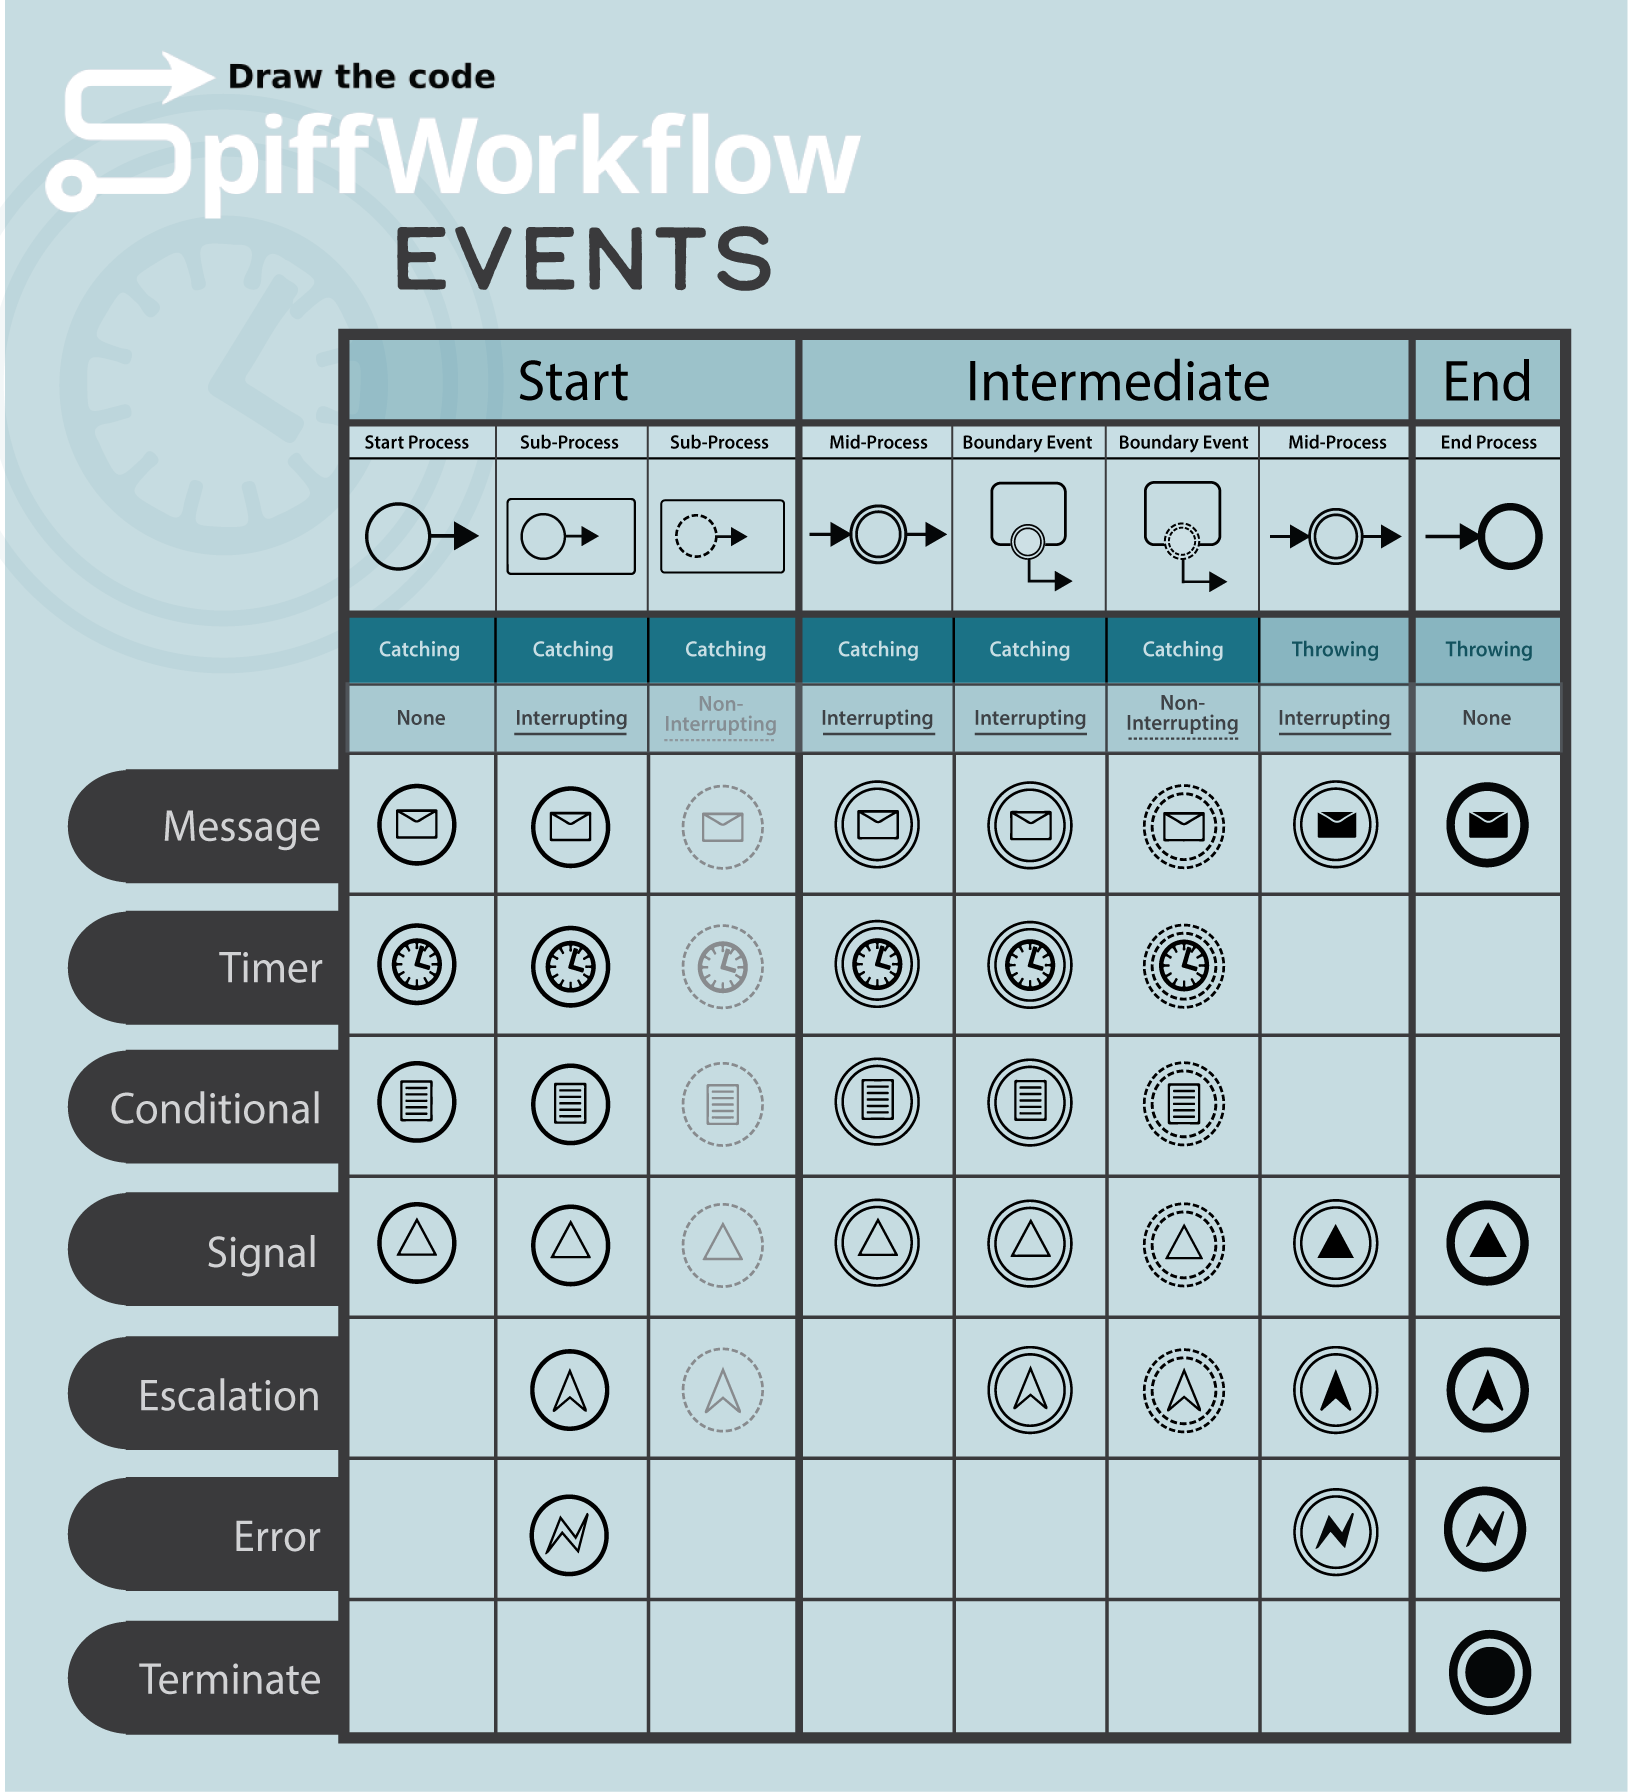 Draw the code
SpiffWorkflow
EVENTS
Start Intermediate End
Start Process Sub-Process Sub-Process Mid-Process Boundary Event Boundary Event Mid-Process End Process
Catching Catching Catching Catching Catching Catching Throwing Throwing
None Interrupting Non-Interrupting Interrupting Interrupting Non-Interrupting Interrupting None
Message
Timer
Conditional
Signal
Escalation
Error
Terminate